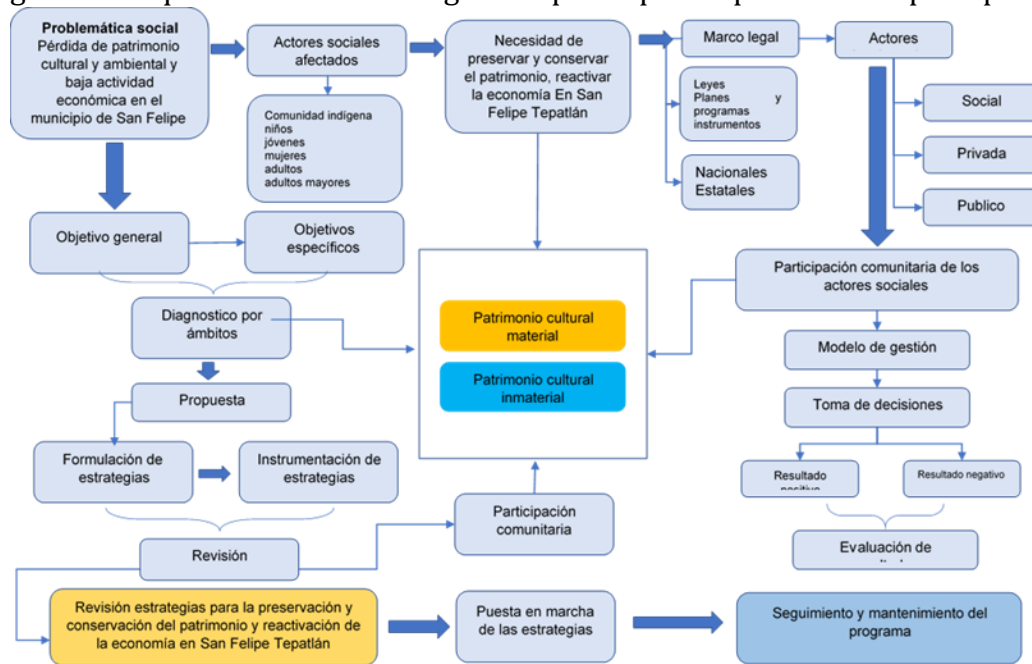 Problemática social
Pérdida de patrimonio
cultural y ambiental y
baja actividad
económica en el
municipio de San Felipe
Actores sociales
afectados
Comunidad indígena
niños
jóvenes
mujeres
adultos
adultos mayores
Necesidad de
preservar y conservar
el patrimonio, reactivar
la economía En San
Felipe Tepatlán
Marco legal
Leyes
Planes y
programas
instrumentos
Nacionales
Estatales
Actores
Social
Privada
Publico
Objetivo general
Objetivos
específicos
Diagnostico por
ámbitos
Propuesta
Formulación de
estrategias
Instrumentación de
estrategias
Revisión
Patrimonio cultural
material
Patrimonio cultural
inmaterial
Participación
comunitaria
Participación comunitaria de los
actores sociales
Modelo de gestión
Toma de decisiones
Resultado
positivo
Resultado negativo
Evaluación de
Revisión estrategias para la preservación y
conservación del patrimonio y reactivación de
la economía en San Felipe Tepatlán
Puesta en marcha
de las estrategias
Seguimiento y mantenimiento del
programa